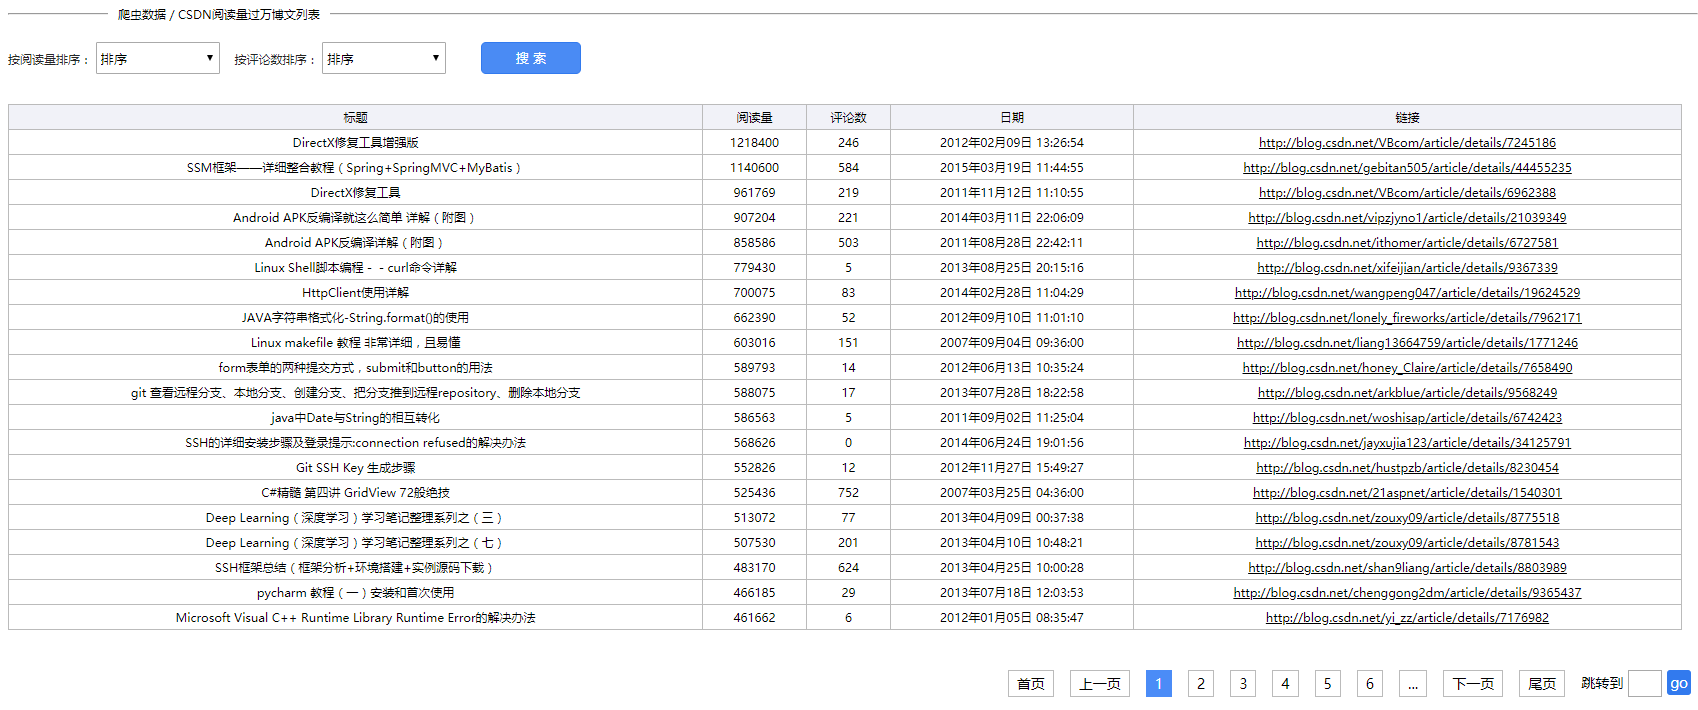 爬虫数据 / CSDN阅读量过万博文列表
按阅读量排序： 排序 按评论数排序： 排序 搜 索
标题 阅读量 评论数 日期 链接
DirectX修复工具增强版 1218400 246 2012年02月09日 13:26:54 http://blog.csdn.net/VBcom/article/details/7245186
SSM框架——详细整合教程（Spring+SpringMVC+MyBatis） 1140600 584 2015年03月19日 11:44:55 http://blog.csdn.net/gebitan505/article/details/44455235
DirectX修复工具 961769 219 2011年11月12日 11:10:55 http://blog.csdn.net/VBcom/article/details/6962388
Android APK反编译就这么简单 详解（附图） 907204 221 2014年03月11日 22:06:09 http://blog.csdn.net/vipzjyno1/article/details/21039349
Android APK反编译详解（附图） 858586 503 2011年08月28日 22:42:11 http://blog.csdn.net/ithomer/article/details/6727581
Linux Shell脚本编程－－curl命令详解 779430 5 2013年08月25日 20:15:16 http://blog.csdn.net/xifeijian/article/details/9367339
HttpClient使用详解 700075 83 2014年02月28日 11:04:29 http://blog.csdn.net/wangpeng047/article/details/19624529
JAVA字符串格式化-String.format()的使用 662390 52 2012年09月10日 11:01:10 http://blog.csdn.net/lonely_fireworks/article/details/7962171
Linux makefile 教程 非常详细，且易懂 603016 151 2007年09月04日 09:36:00 http://blog.csdn.net/liang13664759/article/details/1771246
form表单的两种提交方式，submit和button的用法 589793 14 2012年06月13日 10:35:24 http://blog.csdn.net/honey_Claire/article/details/7658490
git 查看远程分支、本地分支、创建分支、把分支推到远程repository、删除本地分支 588075 17 2013年07月28日 18:22:58 http://blog.csdn.net/arkblue/article/details/9568249
java中Date与String的相互转化 586563 5 2011年09月02日 11:25:04 http://blog.csdn.net/woshisap/article/details/6742423
SSH的详细安装步骤及登录提示:connection refused的解决办法 568626 0 2014年06月24日 19:01:56 http://blog.csdn.net/jayxujia123/article/details/34125791
Git SSH Key 生成步骤 552826 12 2012年11月27日 15:49:27 http://blog.csdn.net/hustpzb/article/details/8230454
C#精髓 第四讲 GridView 72般绝技 525436 752 2007年03月25日 04:36:00 http://blog.csdn.net/21aspnet/article/details/1540301
Deep Learning（深度学习）学习笔记整理系列之（三） 513072 77 2013年04月09日 00:37:38 http://blog.csdn.net/zouxy09/article/details/8775518
Deep Learning（深度学习）学习笔记整理系列之（七） 507530 201 2013年04月10日 10:48:21 http://blog.csdn.net/zouxy09/article/details/8781543
SSH框架总结（框架分析+环境搭建+实例源码下载） 483170 624 2013年04月25日 10:00:28 http://blog.csdn.net/shan9liang/article/details/8803989
pycharm 教程（一）安装和首次使用 466185 29 2013年07月18日 12:03:53 http://blog.csdn.net/chenggong2dm/article/details/9365437
Microsoft Visual C++ Runtime Library Runtime Error的解决办法 461662 6 2012年01月05日 08:35:47 http://blog.csdn.net/yi_zz/article/details/7176982
首页 上一页 1 2 3 4 5 6 ... 下一页 尾页 跳转到 go